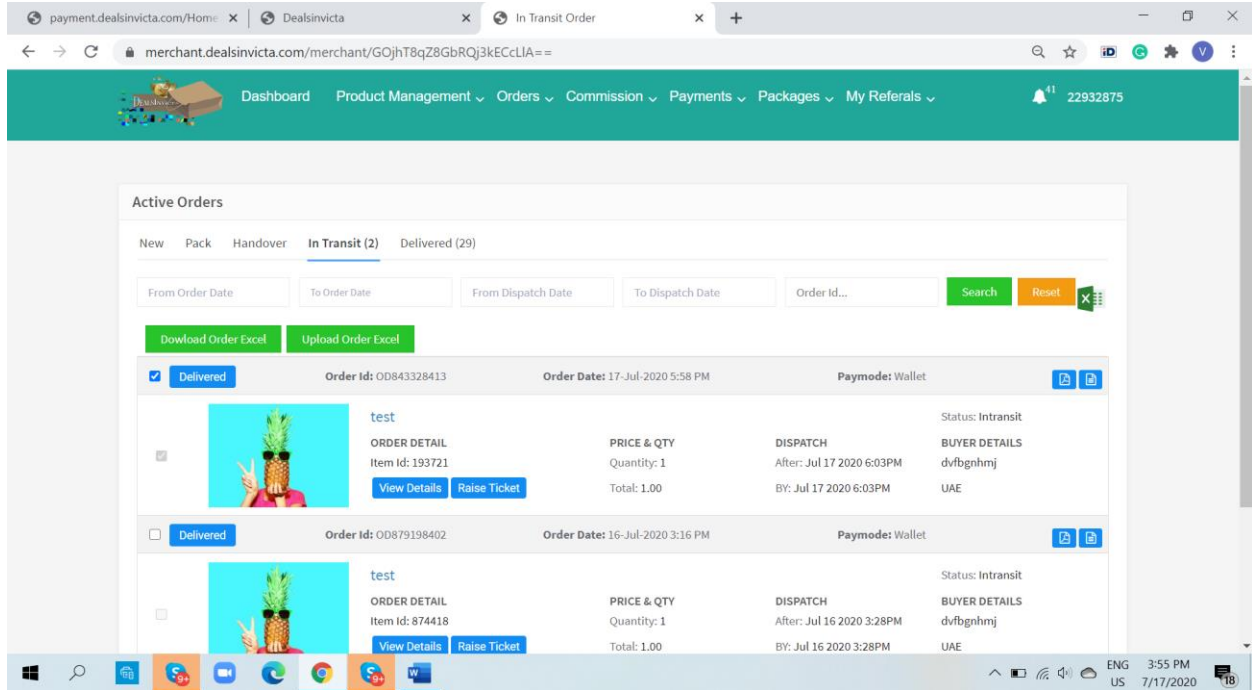 payment.dealsinvicta.com/Home
Dealsinvicta
In Transit Order
merchant.dealsinvicta.com/merchant/GOjhT8qZ8GbRQj3kECcLlA==
iD
G
V
Dashboard Product Management Orders Commission Payments Packages My Referals 41 22932875
Active Orders
New Pack Handover In Transit (2) Delivered (29)
From Order Date To Order Date From Dispatch Date To Dispatch Date Order Id... Search Reset
Dowload Order Excel Upload Order Excel
Delivered Order Id: OD843328413 Order Date: 17-Jul-2020 5:58 PM Paymode: Wallet
test Status: Intransit
ORDER DETAIL PRICE & QTY DISPATCH BUYER DETAILS
Item Id: 193721 Quantity: 1 After: Jul 17 2020 6:03PM dvfbgnhmj
View Details Raise Ticket Total: 1.00 BY: Jul 17 2020 6:03PM UAE
Delivered Order Id: OD879198402 Order Date: 16-Jul-2020 3:16 PM Paymode: Wallet
test Status: Intransit
ORDER DETAIL PRICE & QTY DISPATCH BUYER DETAILS
Item Id: 874418 Quantity: 1 After: Jul 16 2020 3:28PM dvfbgnhmj
View Details Raise Ticket Total: 1.00 BY: Jul 16 2020 3:28PM UAE
ENG 3:55 PM
US 7/17/2020 18